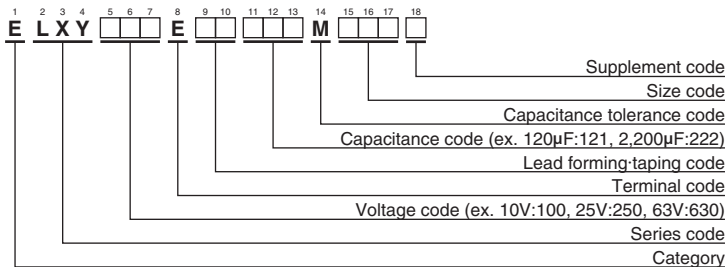 1 2 3 4 5 6 7 8 9 10 11 12 13 14 15 16 17 18
E L X Y □□□ E □□ □□□ M □□□ □
Supplement code
Size code
Capacitance tolerance code
Capacitance code (ex. 120µF:121, 2,200µF:222)
Lead forming·taping code
Terminal code
Voltage code (ex. 10V:100, 25V:250, 63V:630)
Series code
Category